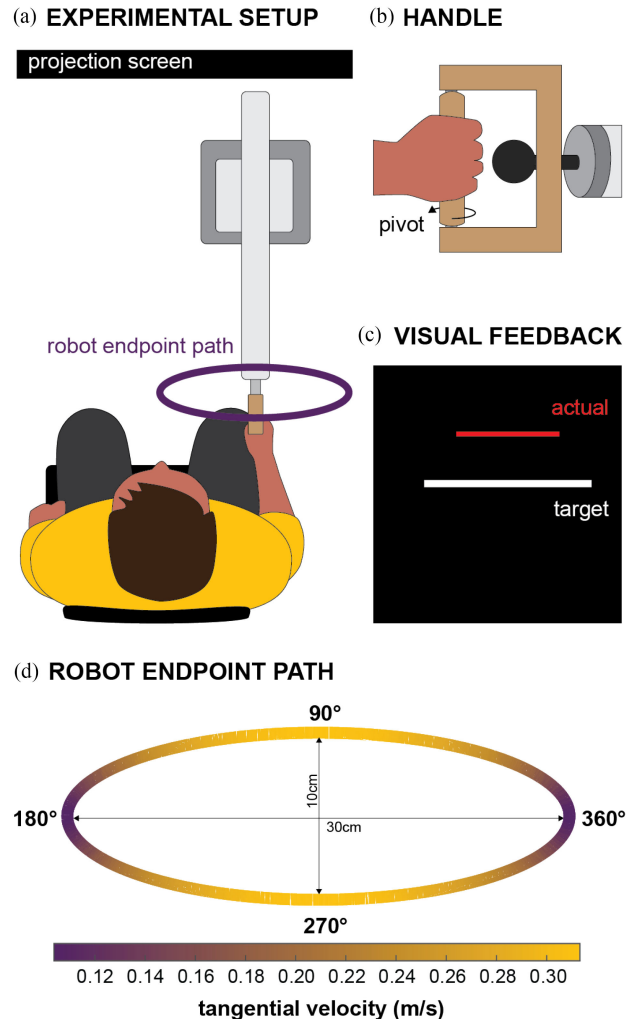 (a) EXPERIMENTAL SETUP
projection screen
robot endpoint path
(b) HANDLE
pivot
(c) VISUAL FEEDBACK
actual
target
(d) ROBOT ENDPOINT PATH
90°
180°
10cm
30cm
360°
270°
0.12 0.14 0.16 0.18 0.20 0.22 0.24 0.26 0.28 0.30
tangential velocity (m/s)